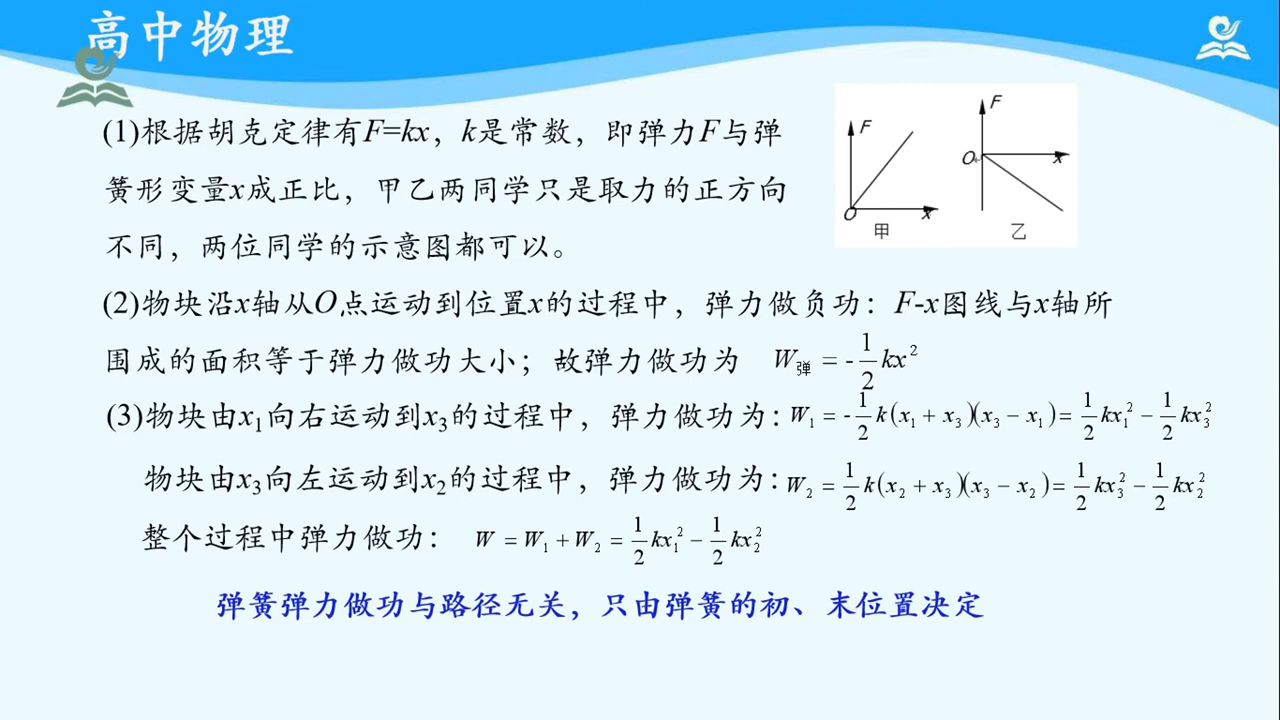 高中物理
(1)根据胡克定律有F=kx，k是常数，即弹力F与弹
簧形变量x成正比，甲乙两同学只是取力的正方向
不同，两位同学的示意图都可以。
F
O
x
甲
F
O
x
乙
(2)物块沿x轴从O点运动到位置x的过程中，弹力做负功：F-x图线与x轴所
围成的面积等于弹力做功大小；故弹力做功为 W弹 = -1/2 kx²
(3)物块由x₁向右运动到x₃的过程中，弹力做功为：W₁ = -1/2 k(x₁ + x₃)(x₃ − x₁) = 1/2 kx₁² − 1/2 kx₃²
物块由x₃向左运动到x₂的过程中，弹力做功为：W₂ = 1/2 k(x₂ + x₃)(x₃ − x₂) = 1/2 kx₃² − 1/2 kx₂²
整个过程中弹力做功： W = W₁ + W₂ = 1/2 kx₁² − 1/2 kx₂²
弹簧弹力做功与路径无关，只由弹簧的初、末位置决定